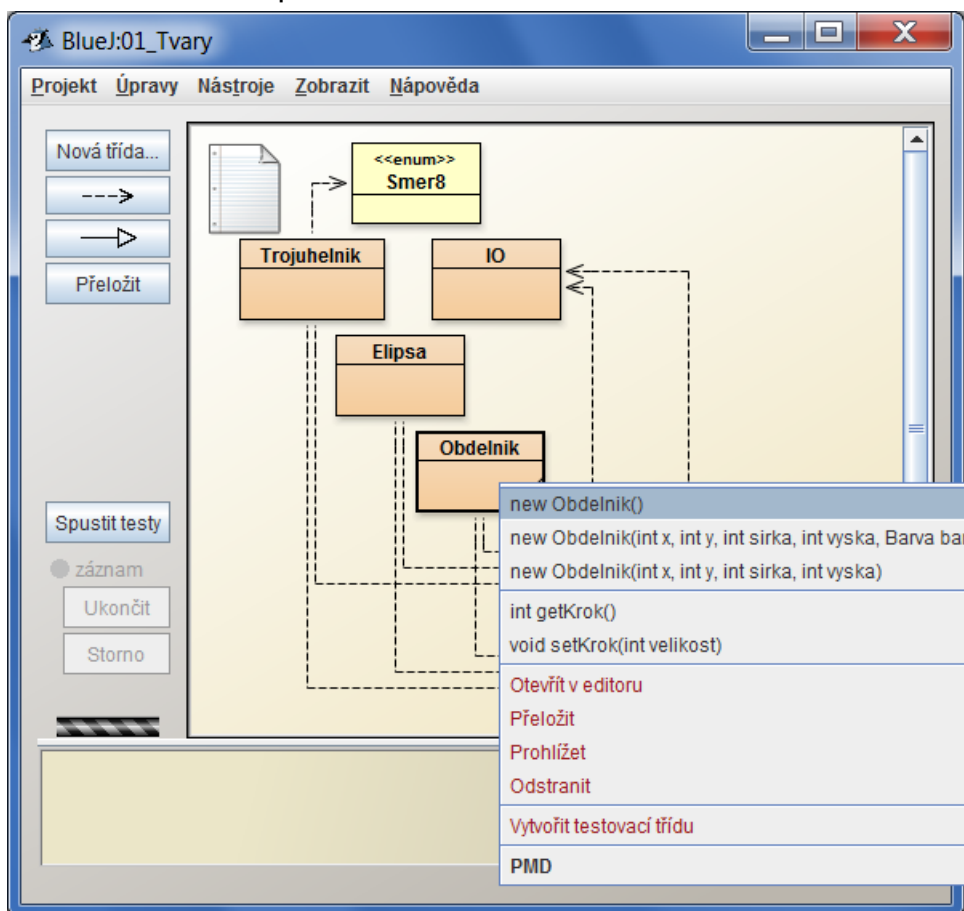 BlueJ:01_Tvary
Projekt Úpravy Nástroje Zobrazit Nápověda
Nová třída...
Přeložit
Spustit testy
záznam
Ukončit
Storno
<<enum>>
Smer8
Trojuhelnik
IO
Elipsa
Obdelnik
new Obdelnik()
new Obdelnik(int x, int y, int sirka, int vyska, Barva bar
new Obdelnik(int x, int y, int sirka, int vyska)
int getKrok()
void setKrok(int velikost)
Otevřít v editoru
Přeložit
Prohlížet
Odstranit
Vytvořit testovací třídu
PMD